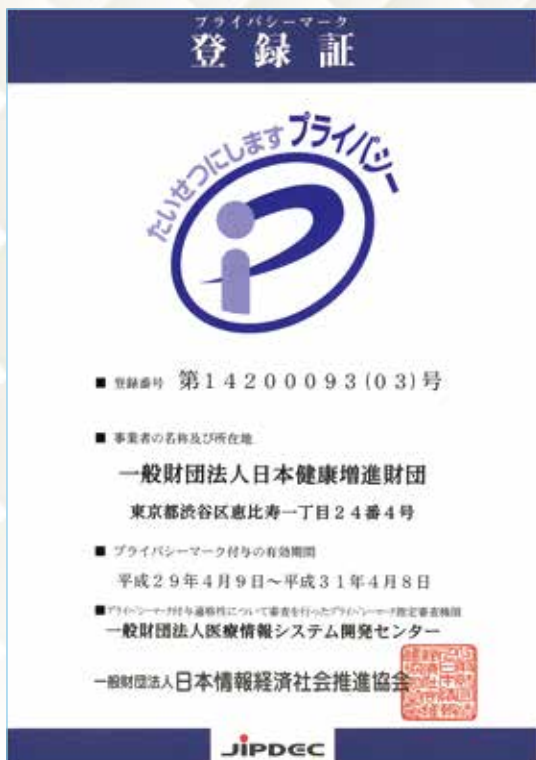 プライバシーマーク
登録証
たいせつにしますプライバシー
■ 登録番号 第14200093(03)号
■ 事業者の名称及び所在地
一般財団法人日本健康増進財団
東京都渋谷区恵比寿一丁目24番4号
■ プライバシーマーク付与の有効期間
平成29年4月9日～平成31年4月8日
■プライバシーマーク付与適格性について審査を行ったプライバシーマーク指定審査機関
一般財団法人医療情報システム開発センター
一般財団法人日本情報経済社会推進協会
JIPDEC